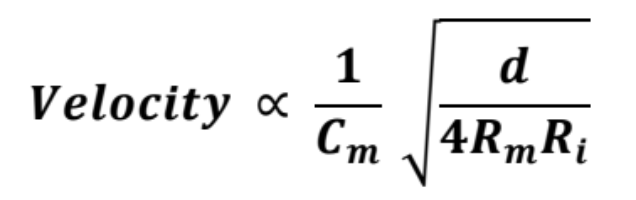 Velocity ∝ 1/C_m √(d/(4R_mR_i))